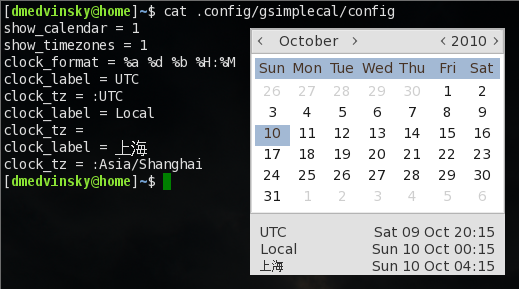 [dmedvinsky@home]~$ cat .config/gsimplecal/config
show_calendar = 1
show_timezones = 1
clock_format = %a %d %b %H:%M
clock_label = UTC
clock_tz = :UTC
clock_label = Local
clock_tz =
clock_label = 上海
clock_tz = :Asia/Shanghai
[dmedvinsky@home]~$
< October > < 2010 >
Sun Mon Tue Wed Thu Fri Sat
26 27 28 29 30 1 2
3 4 5 6 7 8 9
10 11 12 13 14 15 16
17 18 19 20 21 22 23
24 25 26 27 28 29 30
31 1 2 3 4 5 6
UTC Sat 09 Oct 20:15
Local Sun 10 Oct 00:15
上海 Sun 10 Oct 04:15